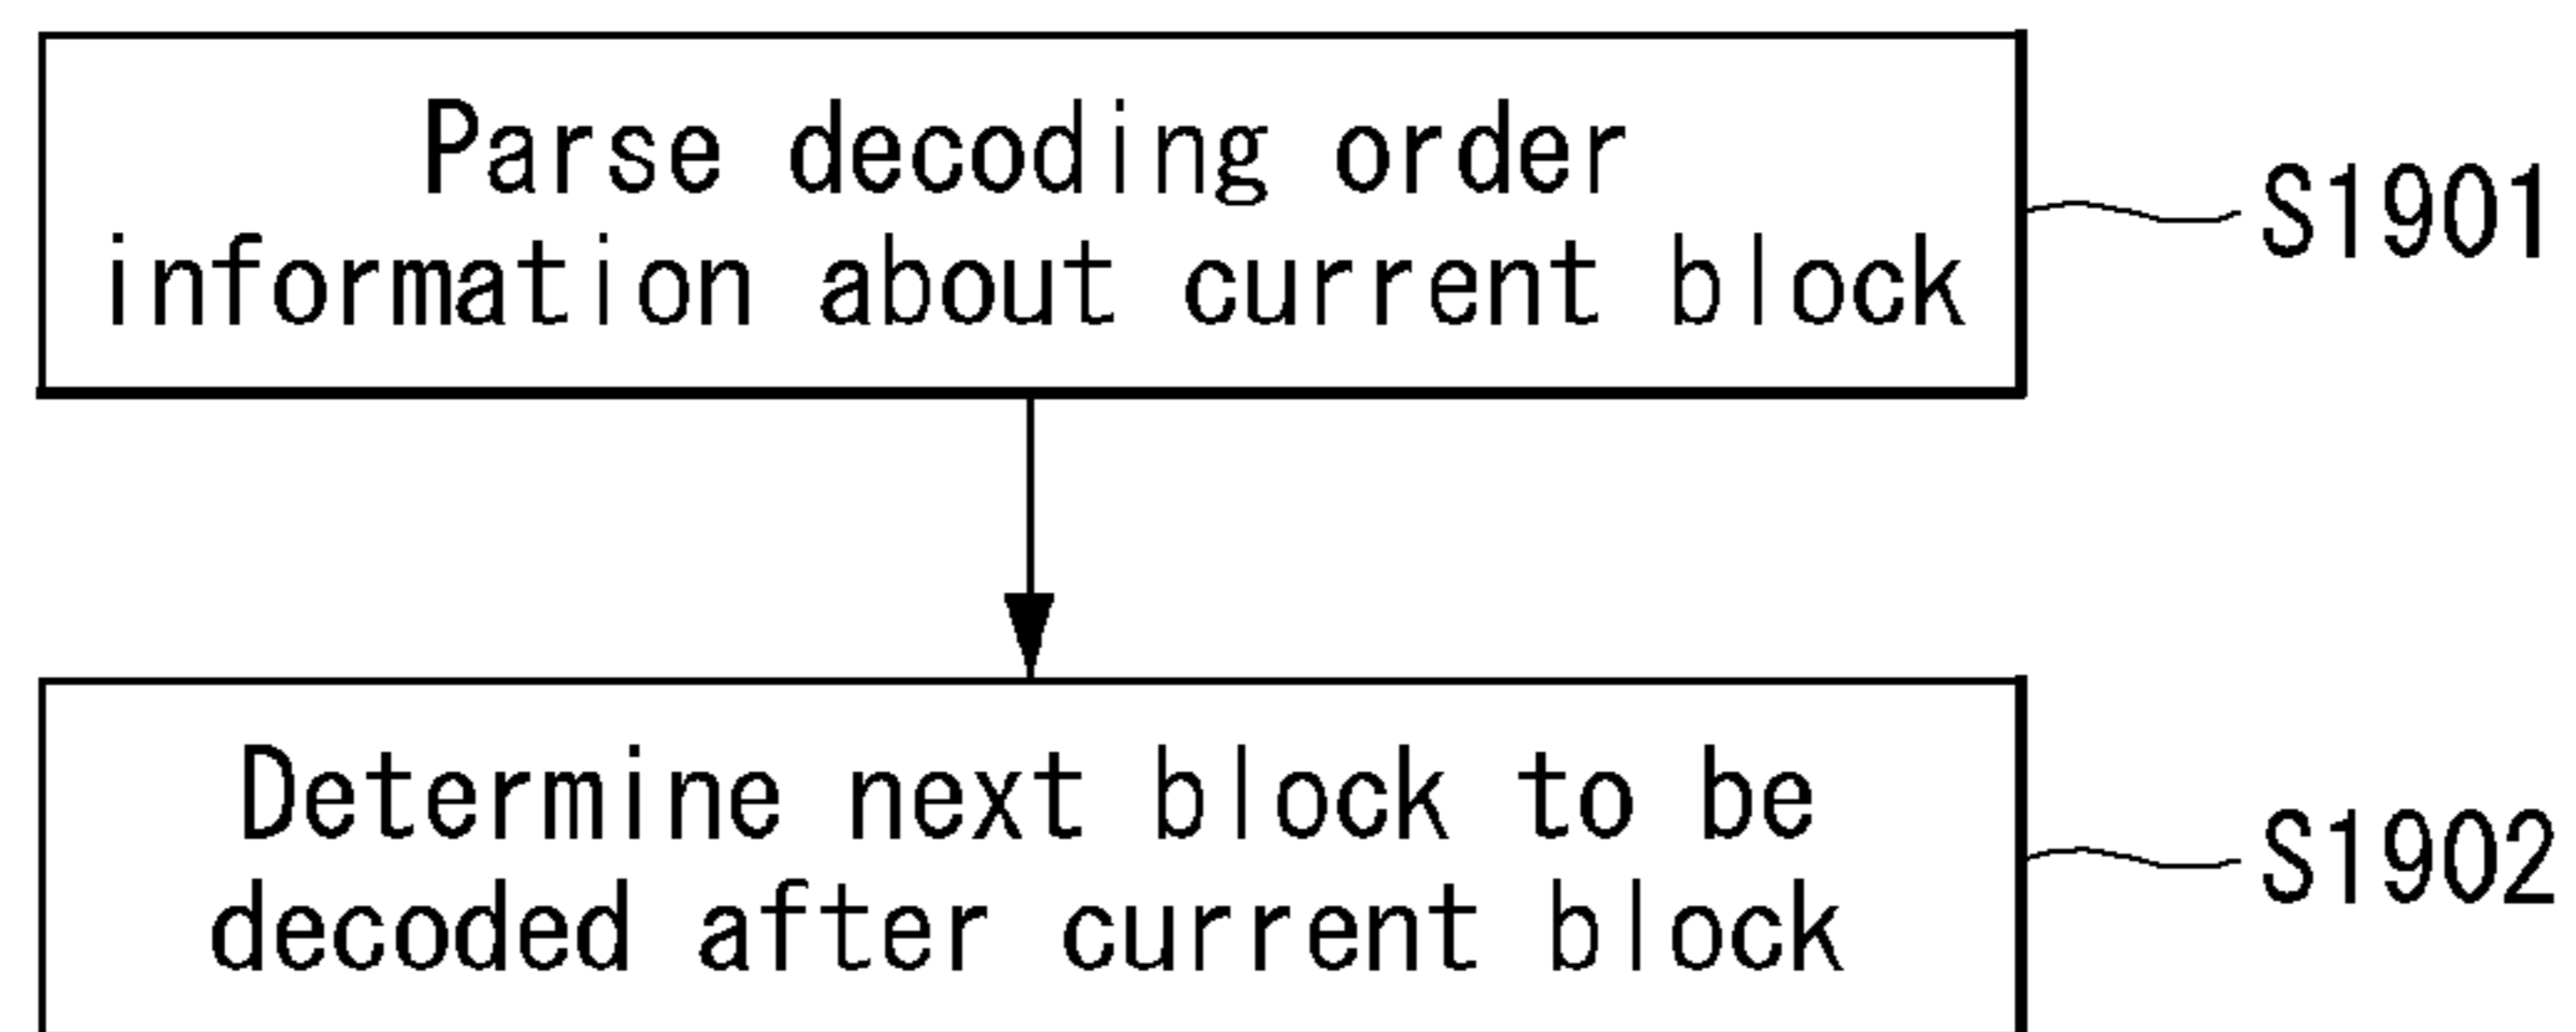 Parse decoding order
information about current block
S1901
Determine next block to be
decoded after current block
S1902